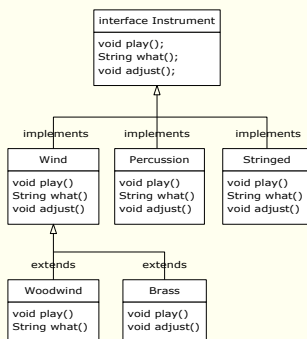 interface Instrument
void play();
String what();
void adjust();
implements
implements
implements
Wind
void play()
String what()
void adjust()
Percussion
void play()
String what()
void adjust()
Stringed
void play()
String what()
void adjust()
extends
extends
Woodwind
void play()
String what()
Brass
void play()
void adjust()